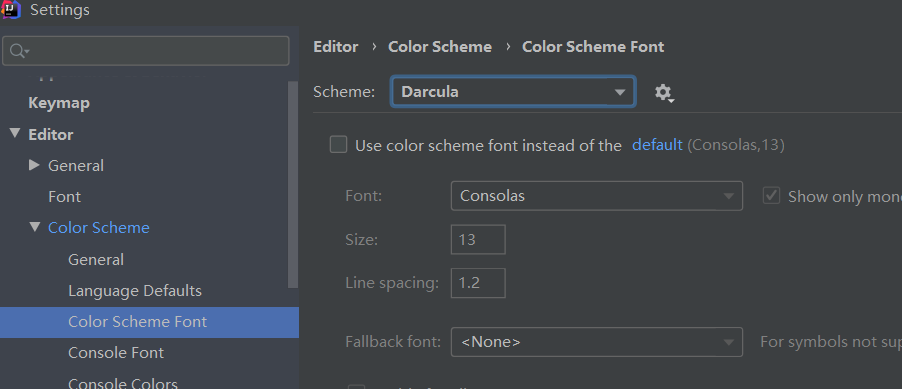 Settings
Keymap
Editor
General
Font
Color Scheme
General
Language Defaults
Color Scheme Font
Console Font
Console Colors
Editor › Color Scheme › Color Scheme Font
Scheme: Darcula
Use color scheme font instead of the default (Consolas,13)
Font: Consolas Show only mono
Size: 13
Line spacing: 1.2
Fallback font: <None> For symbols not sup